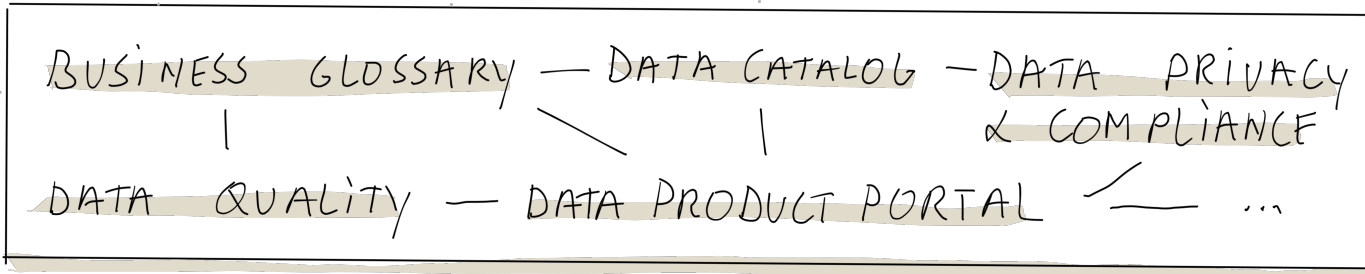 BUSINESS GLOSSARY — DATA CATALOG — DATA PRIVACY
& COMPLIANCE
DATA QUALITY — DATA PRODUCT PORTAL — ...